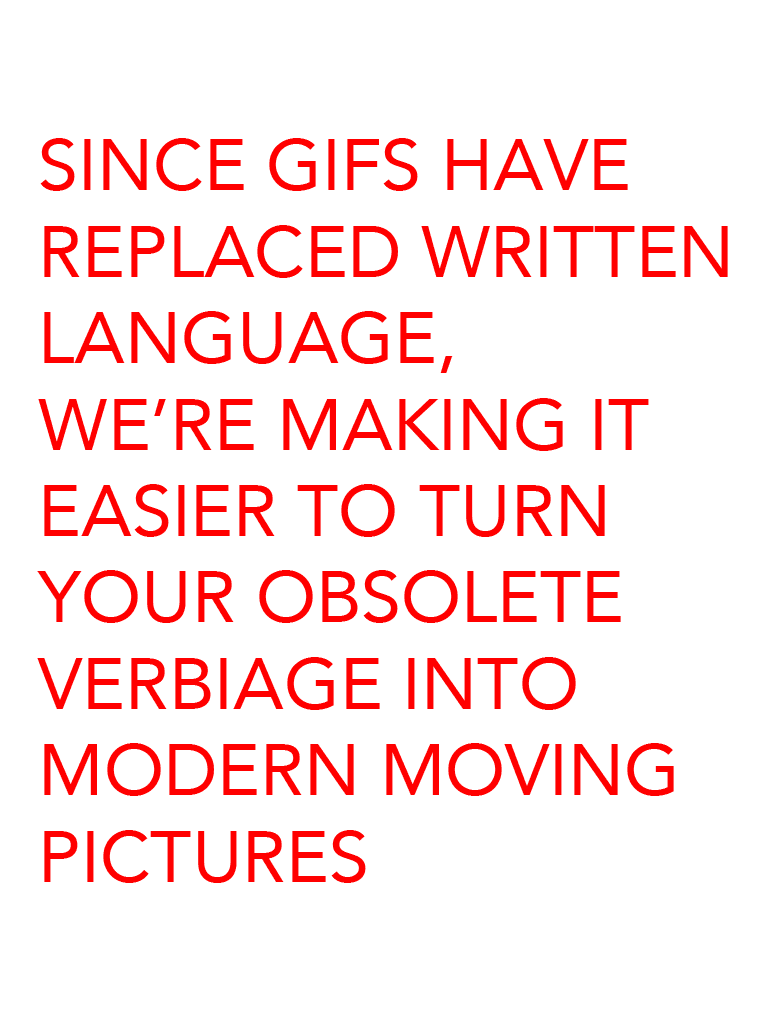 SINCE GIFS HAVE
REPLACED WRITTEN
LANGUAGE,
WE’RE MAKING IT
EASIER TO TURN
YOUR OBSOLETE
VERBIAGE INTO
MODERN MOVING
PICTURES